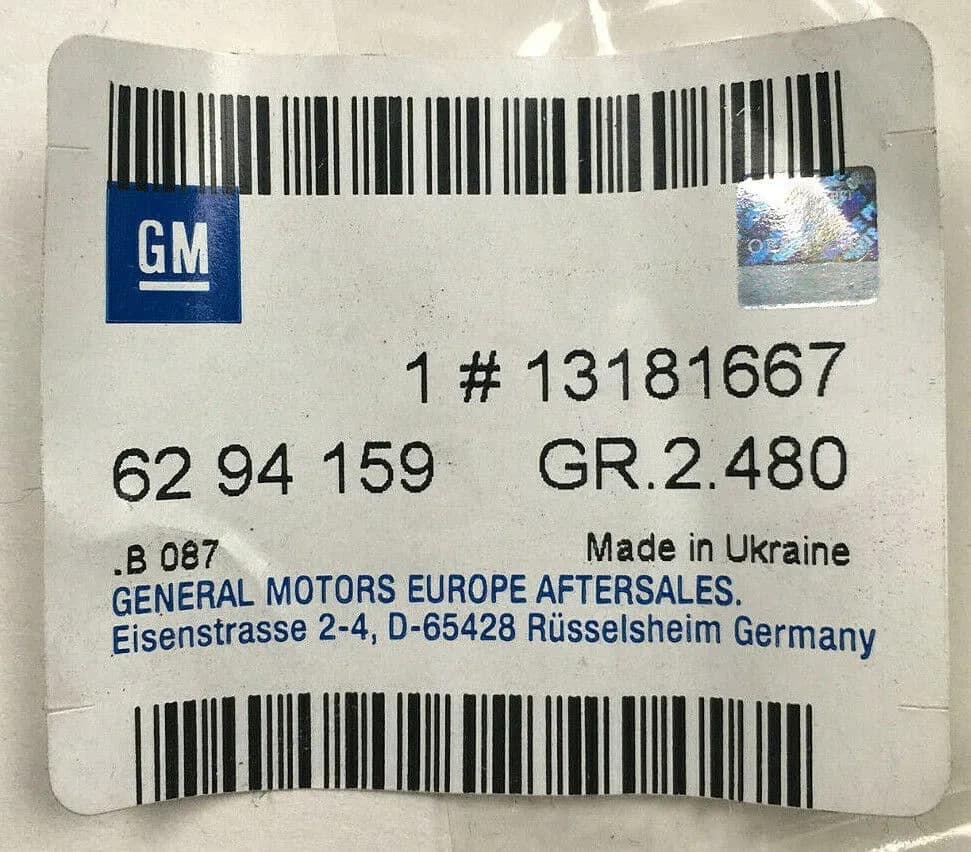 GM
1 # 13181667
62 94 159 GR.2.480
.B 087 Made in Ukraine
GENERAL MOTORS EUROPE AFTERSALES.
Eisenstrasse 2-4, D-65428 Rüsselsheim Germany